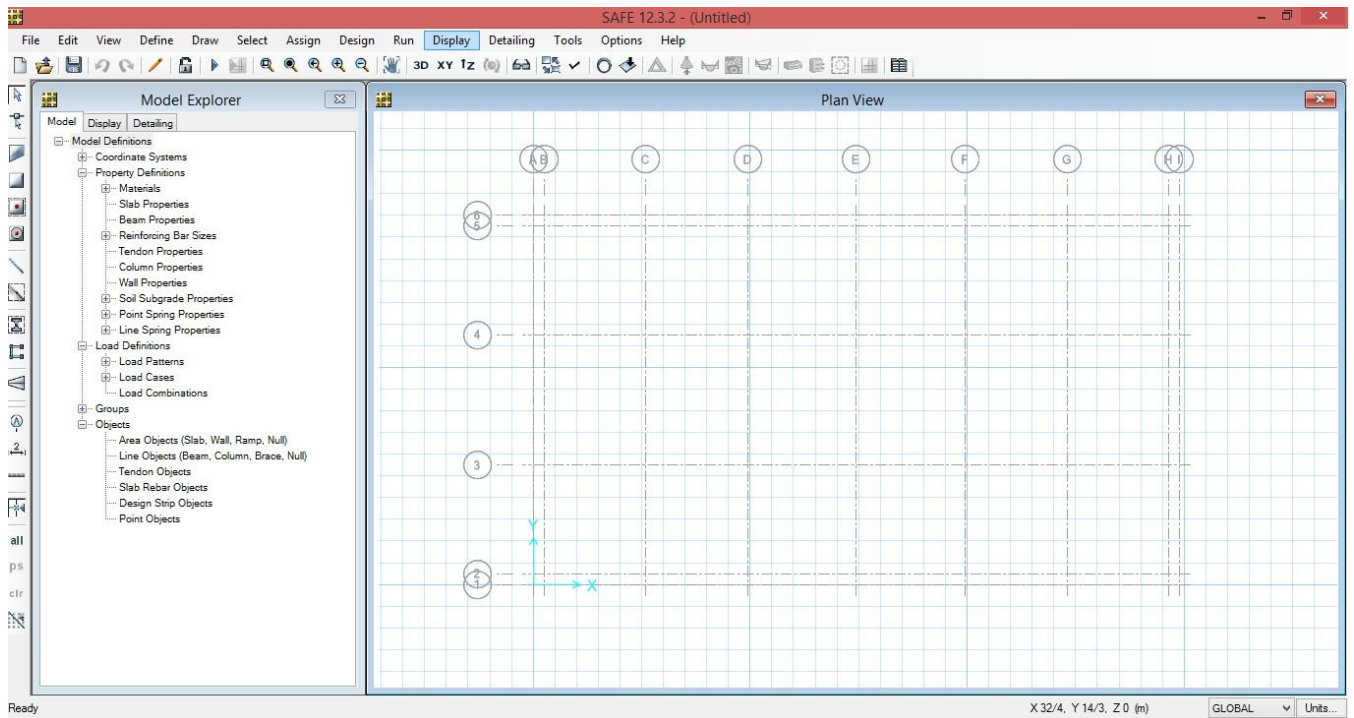 SAFE 12.3.2 - (Untitled)
File Edit View Define Draw Select Assign Design Run Display Detailing Tools Options Help
3D XY
Model Explorer
Plan View
Model Display Detailing
Model Definitions
Coordinate Systems
Property Definitions
Materials
Slab Properties
Beam Properties
Reinforcing Bar Sizes
Tendon Properties
Column Properties
Wall Properties
Soil Subgrade Properties
Point Spring Properties
Line Spring Properties
Load Definitions
Load Patterns
Load Cases
Load Combinations
Groups
Objects
Area Objects (Slab, Wall, Ramp, Null)
Line Objects (Beam, Column, Brace, Null)
Tendon Objects
Slab Rebar Objects
Design Strip Objects
Point Objects
all
ps
clr
A B C D E F G H I
6
5
4
3
2
1
Y
X
Ready
X 32/4, Y 14/3, Z 0 (m)
GLOBAL
Units...